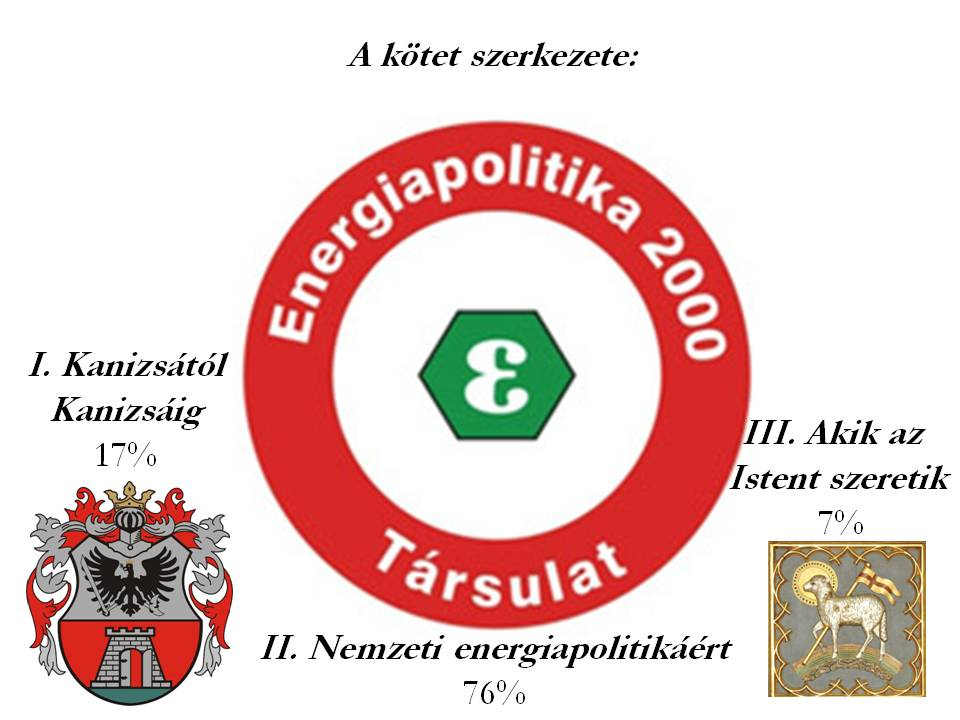 A kötet szerkezete:
Energiapolitika 2000
Társulat
ε
I. Kanizsától
Kanizsáig
17%
II. Nemzeti energiapolitikáért
76%
III. Akik az
Istent szeretik
7%